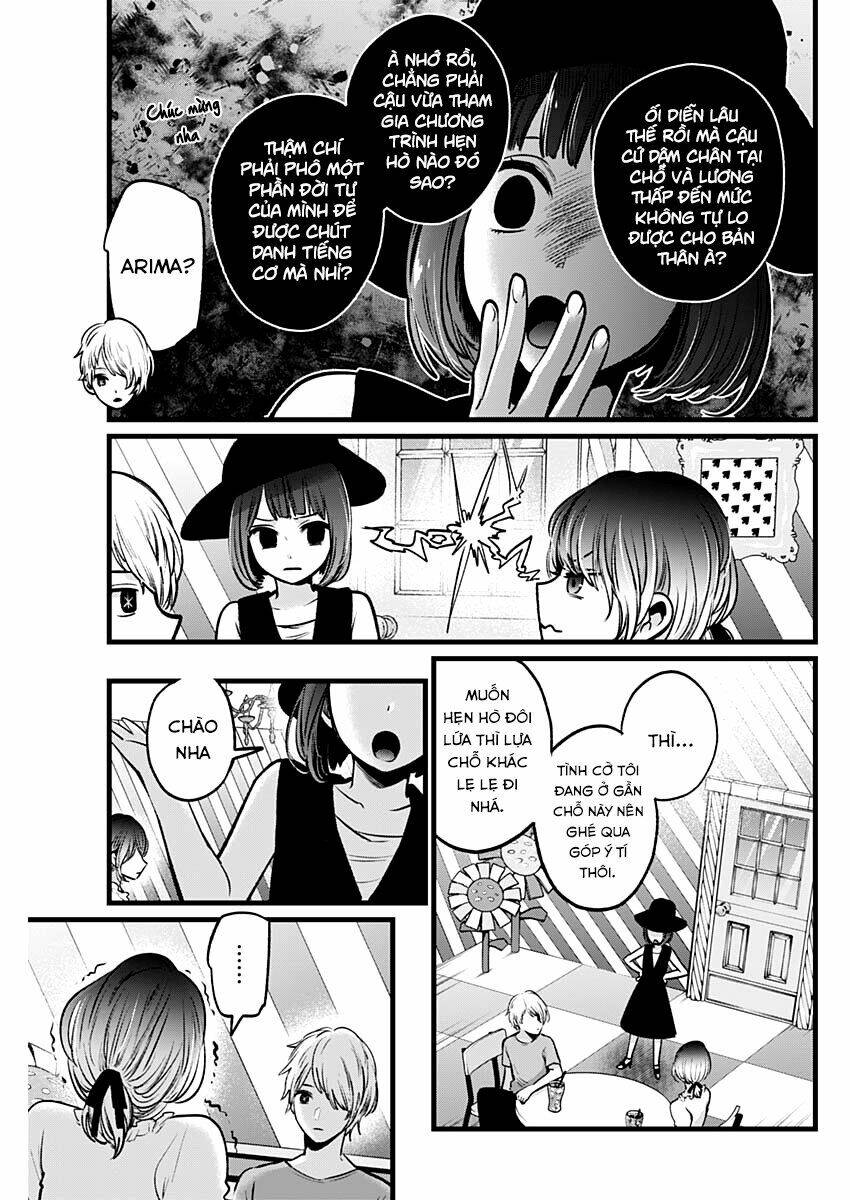 ỐI DIẾN LÂU
THẾ RỒI MÀ CẬU
CỨ DẬM CHÂN TẠI
CHỖ VÀ LƯƠNG
THẤP ĐẾN MỨC
KHÔNG TỰ LO
ĐƯỢC CHO BẢN
THÂN À?
À NHỚ RỒI,
CHẲNG PHẢI
CẬU VỪA THAM
GIA CHƯƠNG
TRÌNH HẸN
HÒ NÀO ĐÓ
SAO?
THẬM CHÍ
PHẢI PHÔ MỘT
PHẦN ĐỜI TƯ
CỦA MÌNH ĐỂ
ĐƯỢC CHÚT
DANH TIẾNG
CƠ MÀ NHỈ?
Chúc mừng
nha
ARIMA?
THÌ...
TÌNH CỜ TÔI
ĐANG Ở GẦN
CHỖ NÀY NÊN
GHÉ QUA
GÓP Ý TÍ
THÔI.
MUỐN
HẸN HÒ ĐÔI
LỨA THÌ LỰA
CHỖ KHÁC
LẸ LẸ ĐI
NHÁ.
CHÀO
NHA
......